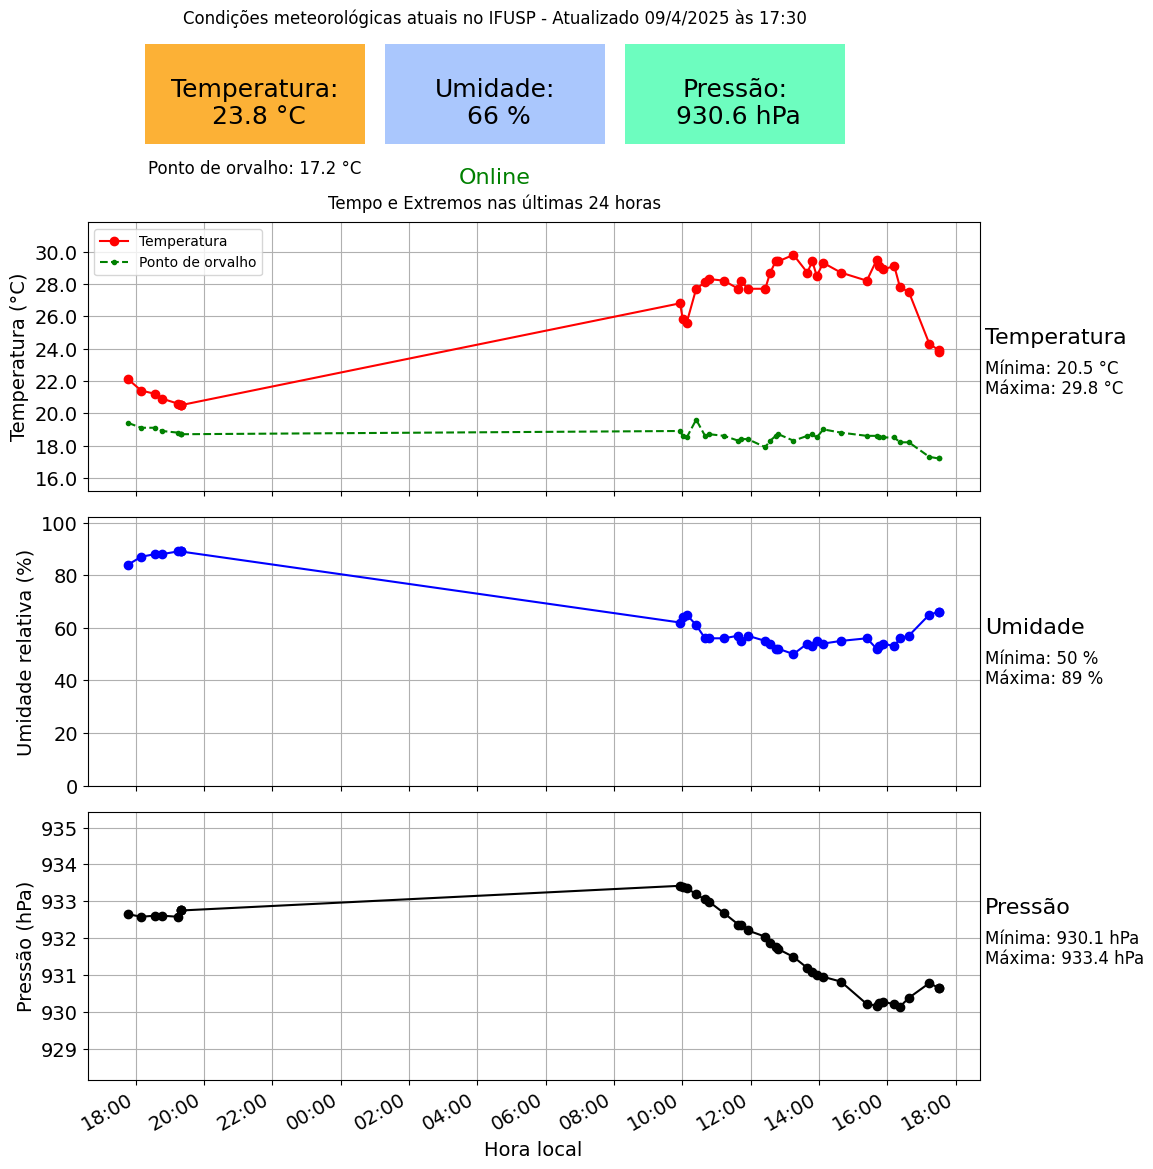 Condições meteorológicas atuais no IFUSP - Atualizado 09/4/2025 às 17:30
Temperatura:
23.8 °C
Umidade:
66 %
Pressão:
930.6 hPa
Ponto de orvalho: 17.2 °C
Online
Tempo e Extremos nas últimas 24 horas
Temperatura
Ponto de orvalho
Temperatura (°C)
30.0
28.0
26.0
24.0
22.0
20.0
18.0
16.0
Temperatura
Mínima: 20.5 °C
Máxima: 29.8 °C
Umidade relativa (%)
100
80
60
40
20
0
Umidade
Mínima: 50 %
Máxima: 89 %
Pressão (hPa)
935
934
933
932
931
930
929
Pressão
Mínima: 930.1 hPa
Máxima: 933.4 hPa
18:00 20:00 22:00 00:00 02:00 04:00 06:00 08:00 10:00 12:00 14:00 16:00 18:00
Hora local